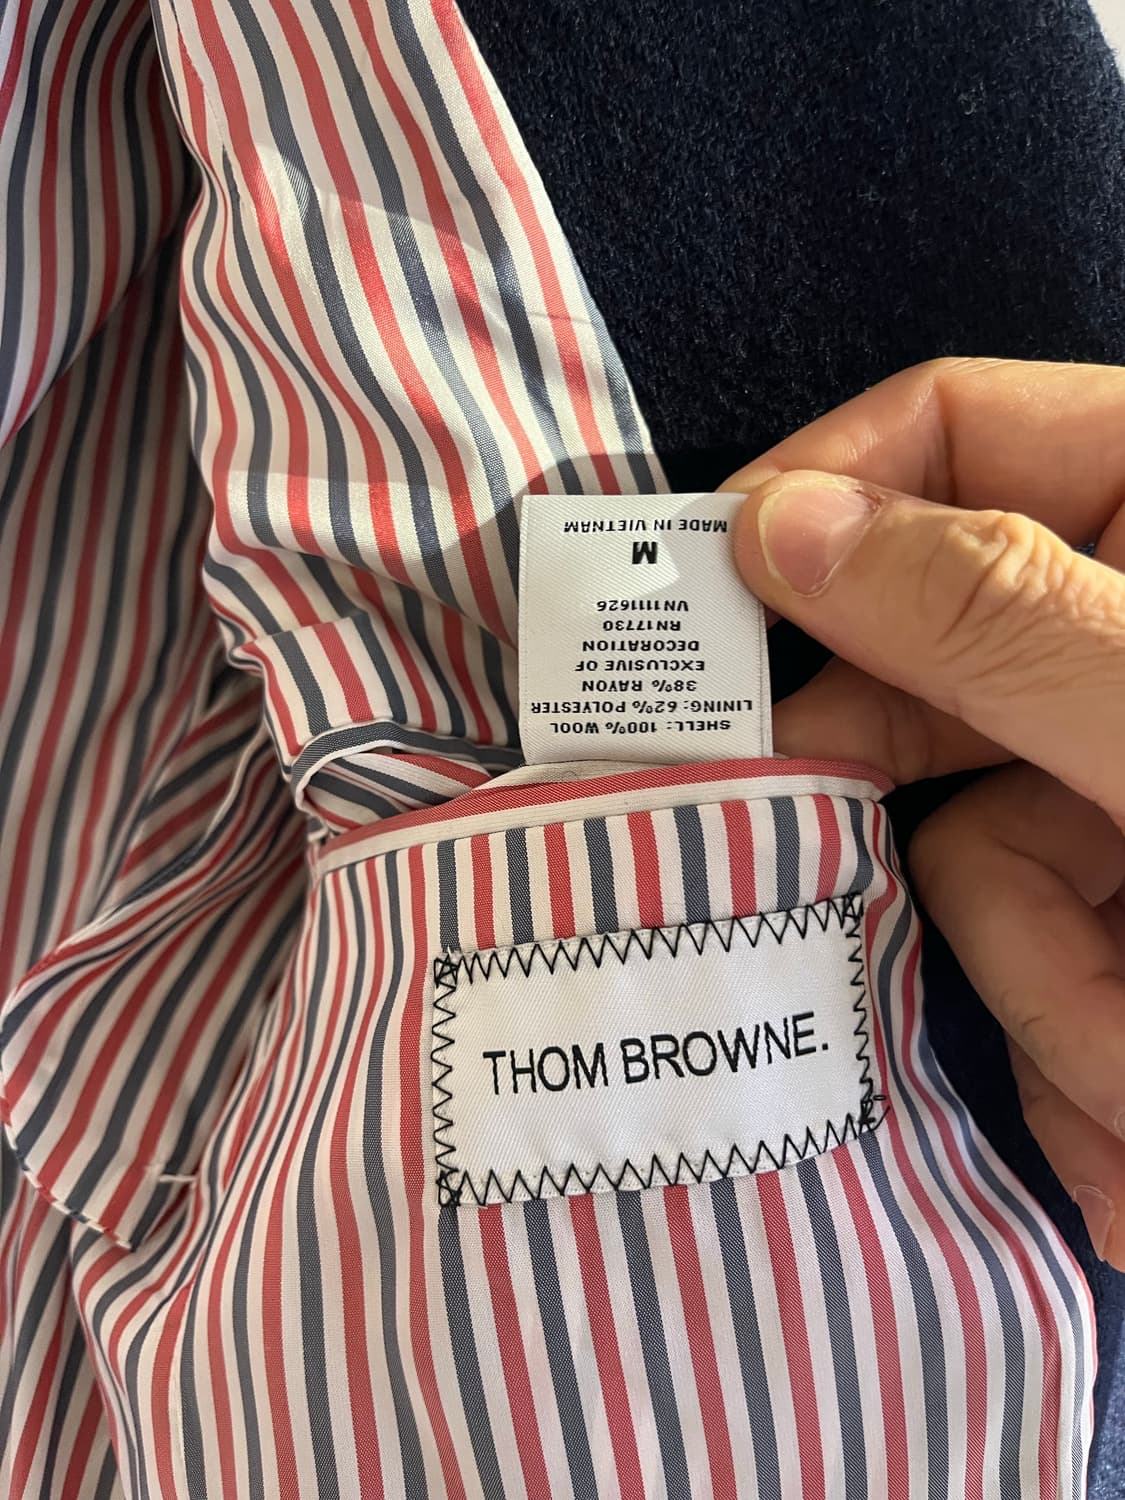 SHELL: 100% WOOL
LINING: 62% POLYESTER
38% RAYON
EXCLUSIVE OF
DECORATION
RN17730
VN1111626
M
MADE IN VIETNAM
THOM BROWNE.